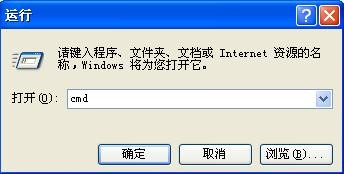 运行
请键入程序、文件夹、文档或 Internet 资源的名
称，Windows 将为您打开它。
打开(O): cmd
确定 取消 浏览(B)...